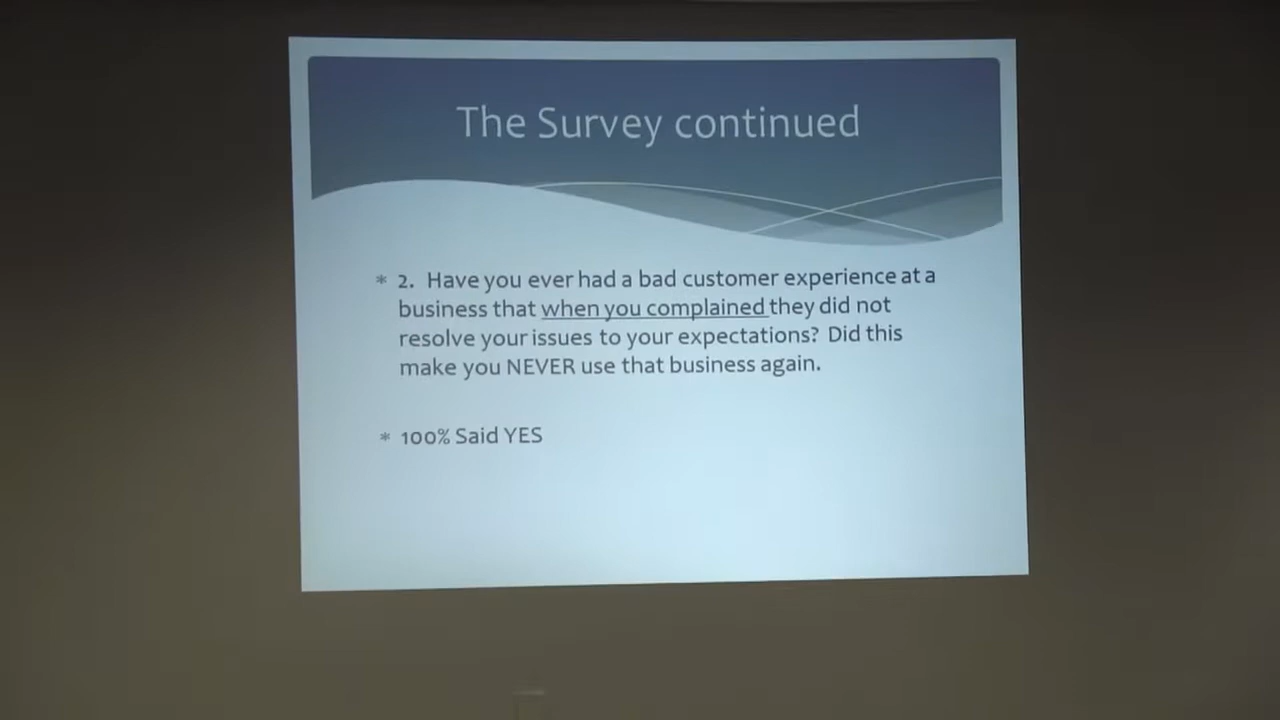 The Survey continued
* 2. Have you ever had a bad customer experience at a
business that when you complained they did not
resolve your issues to your expectations? Did this
make you NEVER use that business again.
* 100% Said YES